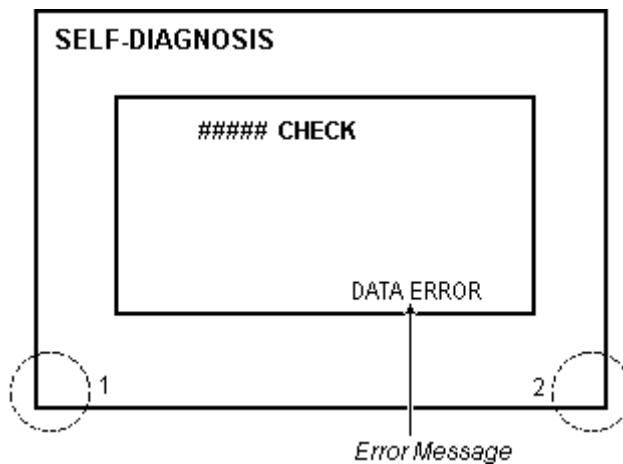 SELF-DIAGNOSIS
##### CHECK
DATA ERROR
1
2
Error Message